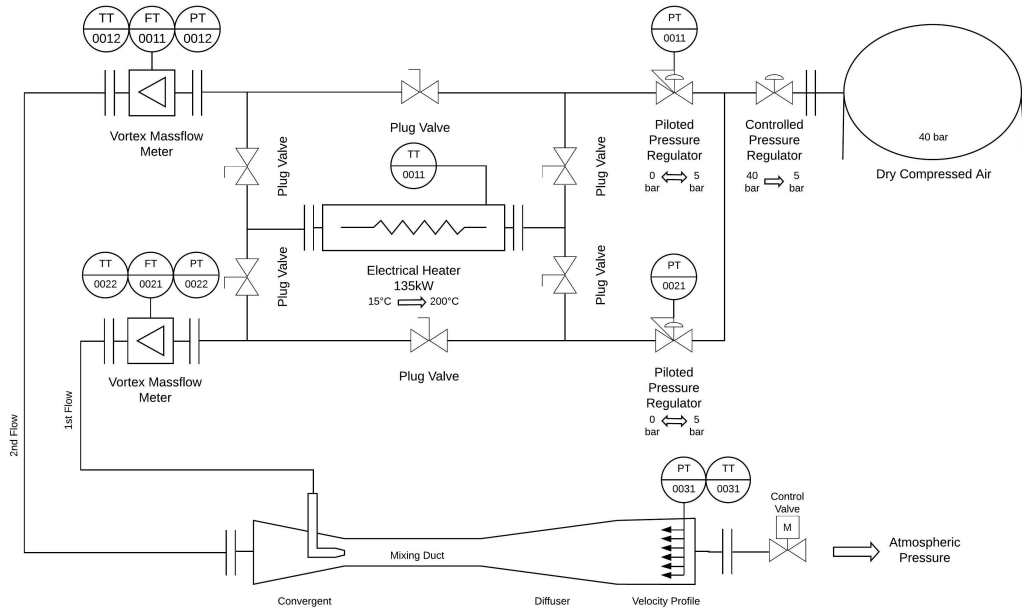 TT
0012
FT
0011
PT
0012
PT
0011
Vortex Massflow
Meter
Plug Valve
Plug Valve
Plug Valve
TT
0011
Piloted
Pressure
Regulator
0
bar
5
bar
Controlled
Pressure
Regulator
40
bar
5
bar
40 bar
Dry Compressed Air
Plug Valve
Plug Valve
Electrical Heater
135kW
15°C
200°C
TT
0022
FT
0021
PT
0022
PT
0021
Vortex Massflow
Meter
Plug Valve
Piloted
Pressure
Regulator
0
bar
5
bar
2nd Flow
1st Flow
PT
0031
TT
0031
Control
Valve
M
Mixing Duct
Atmospheric
Pressure
Convergent
Diffuser
Velocity Profile